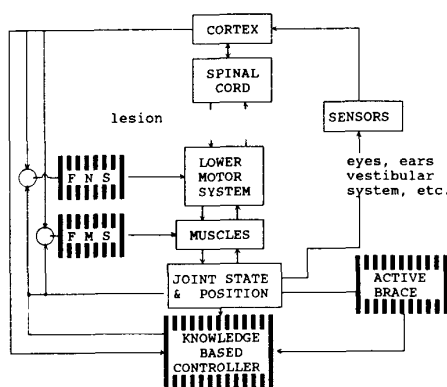 CORTEX
SPINAL
CORD
lesion
SENSORS
eyes, ears
vestibular
system, etc.
F N S
LOWER
MOTOR
SYSTEM
F M S
MUSCLES
JOINT STATE
& POSITION
ACTIVE
BRACE
KNOWLEDGE
BASED
CONTROLLER